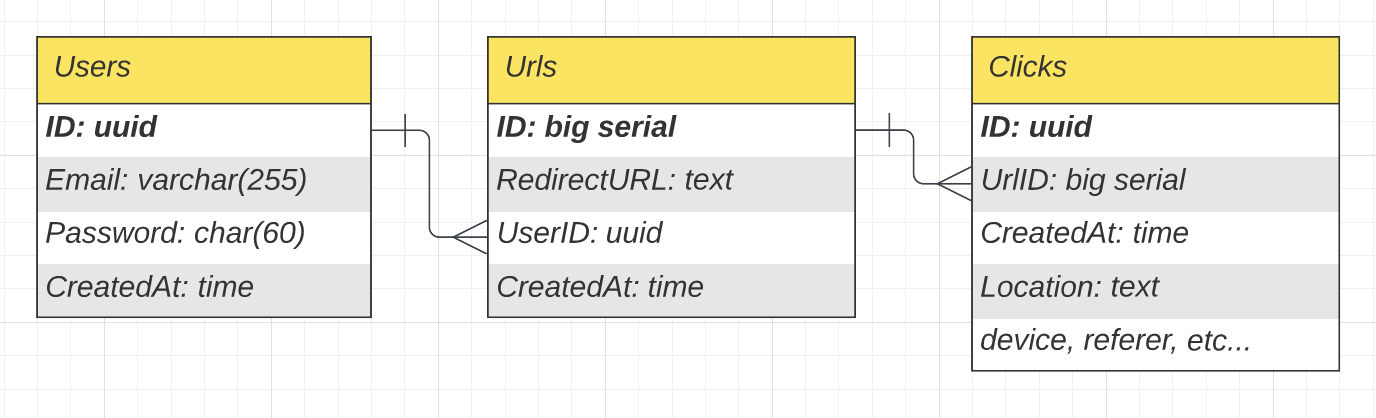 Users
ID: uuid
Email: varchar(255)
Password: char(60)
CreatedAt: time
Urls
ID: big serial
RedirectURL: text
UserID: uuid
CreatedAt: time
Clicks
ID: uuid
UrlID: big serial
CreatedAt: time
Location: text
device, referer, etc...